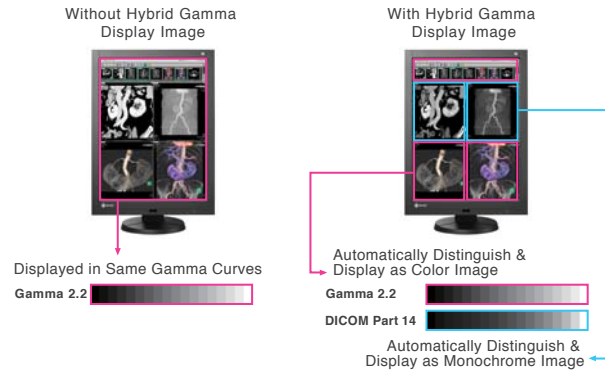 Without Hybrid Gamma
Display Image
Displayed in Same Gamma Curves
Gamma 2.2
With Hybrid Gamma
Display Image
Automatically Distinguish &
Display as Color Image
Gamma 2.2
DICOM Part 14
Automatically Distinguish &
Display as Monochrome Image